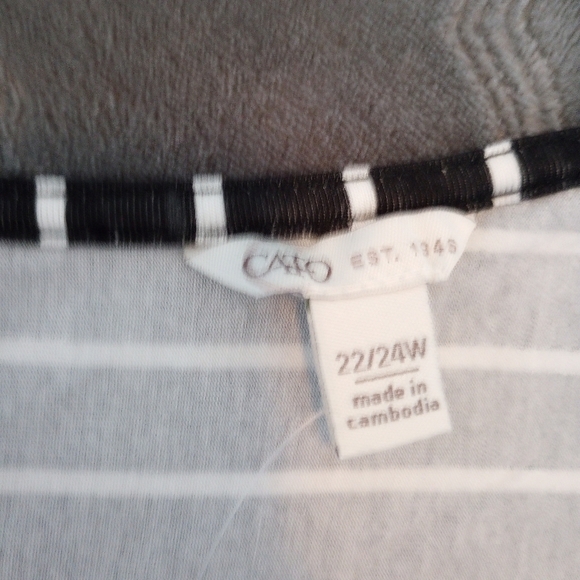 CATO EST. 1946
22/24W
made in
cambodia